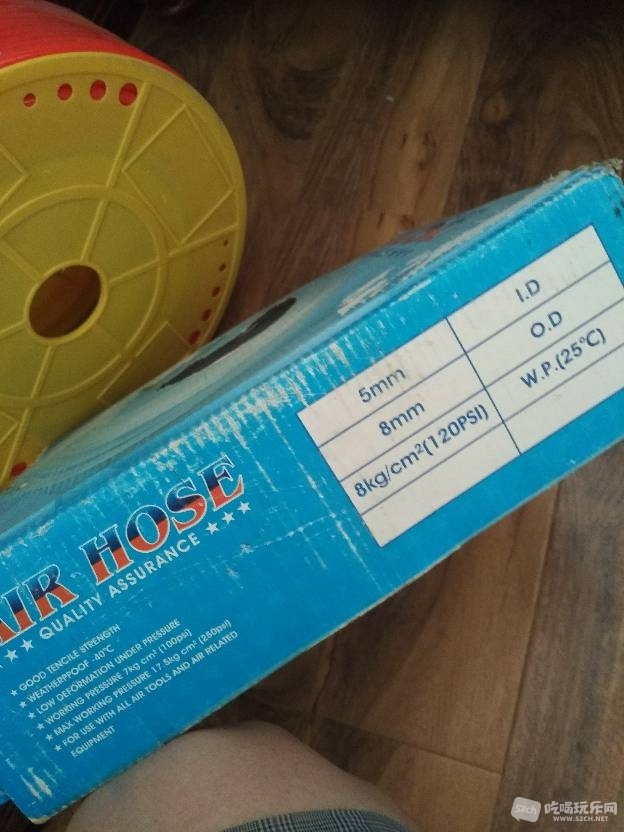 I.D
5mm
O.D
8mm
W.P.(25°C)
8kg/cm²(120PSI)
AIR HOSE
★★★ QUALITY ASSURANCE ★★★
★ GOOD TENCILE STRENGTH
★ WEATHERPPOOF -40°C
★ LOW DEFORMATION UNDER PRESSURE
★ WORKING PRESSURE 7kg cm² (100psi)
★ MAX.WORKING PRESSURE 17.5kg cm² (250psi)
★ FOR USE WITH ALL AIR TOOLS AND AIR RELATED
EQUIPMENT
52ch 吃喝玩乐网
WWW.52CH.NET